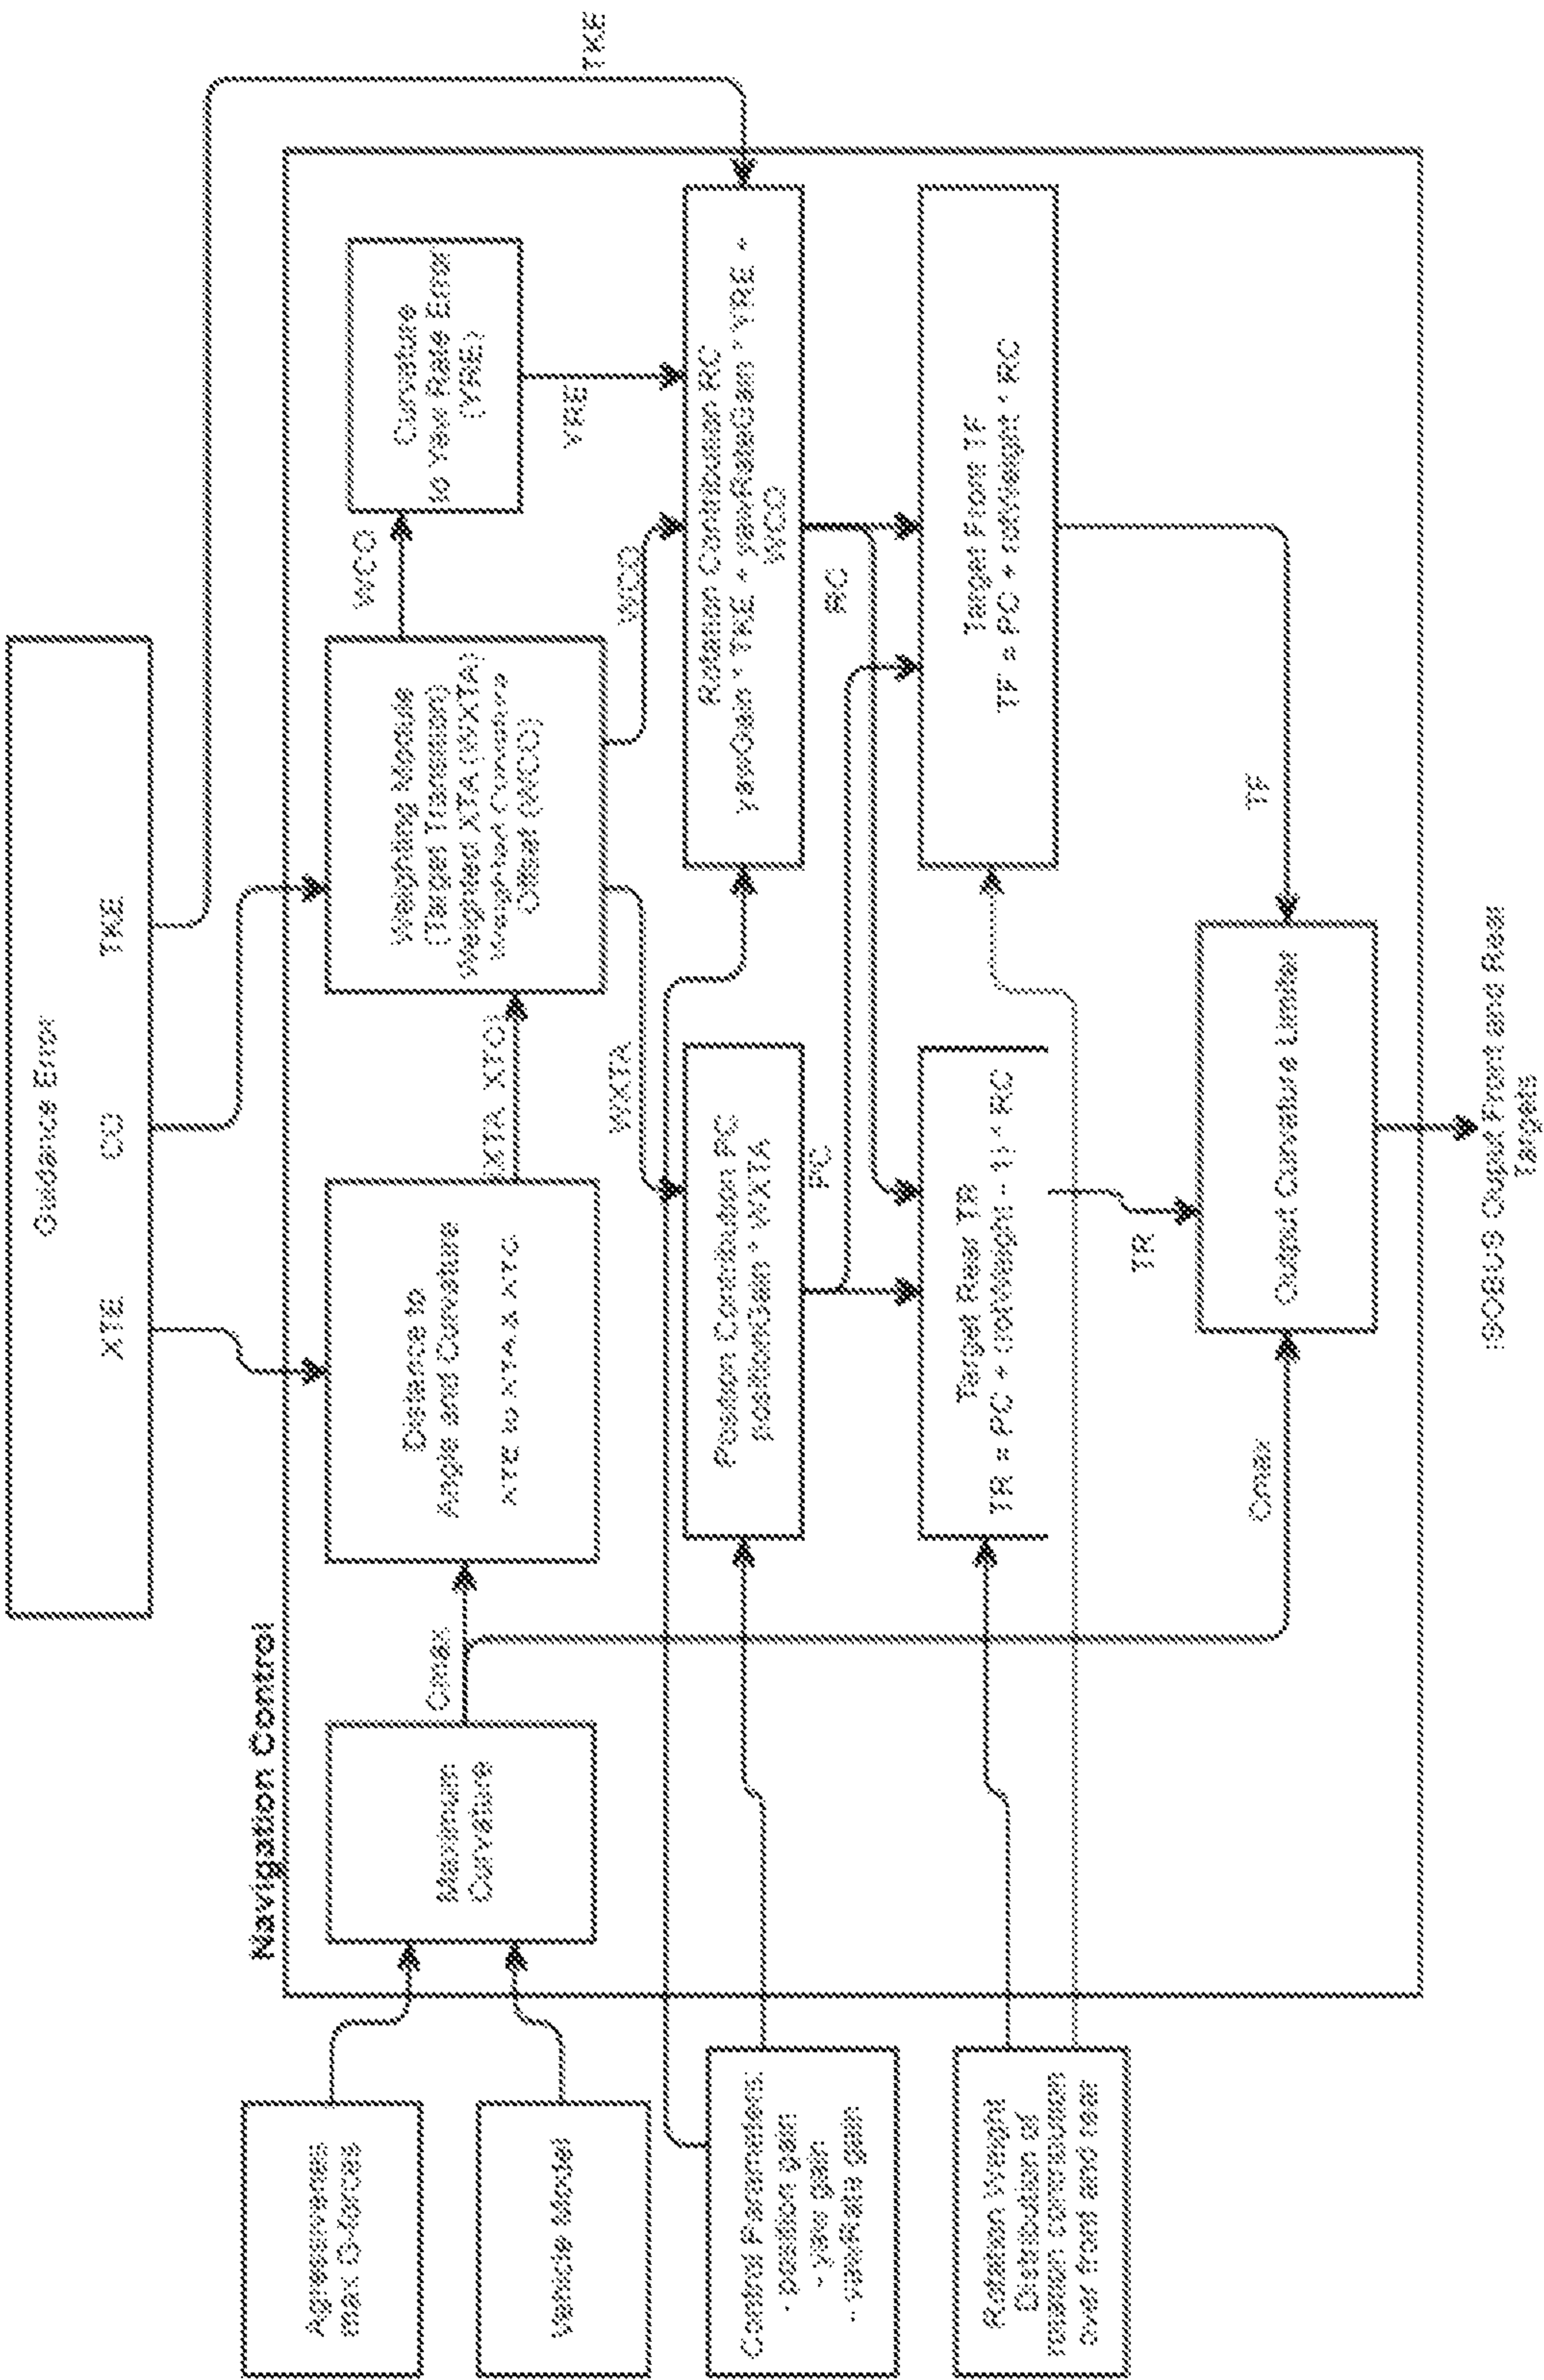 Guidance Error
XTE
CO
TKE
TKE
Navigation Control
Agressivenes
max G-forces
Vehicle Model
Control Parameters:
- position gain
- yaw gain
- yawRate gain
Rotation Weight
Distribution of
rotation contribution
over front and rear
Maximum
Curvature
Cmax
Distance to
Angle and Curvature
XTE to XTA & XTC
(XTA, XTC)
Weighting Module
(Target Transition)
Weighted XTA (WXTA)
Weighted Curvature
Offset (WCO)
WCO
Curvature
to Yaw Rate Error
(YRE)
WXTA
WCO
YRE
Position Contribution PC
positionGain * WXTA
Rotation Contribution RC
yawGain * TKE + yawRateGain * YRE +
WCO
PC
RC
Target Rear TR
TR = PC + (rotWeight - 1) * RC
Target Front TF
TF = PC + rotWeight * RC
TR
TF
Cmax
Output Curvature Limiter
ISOBUS Ouput Front and Rear
Targets